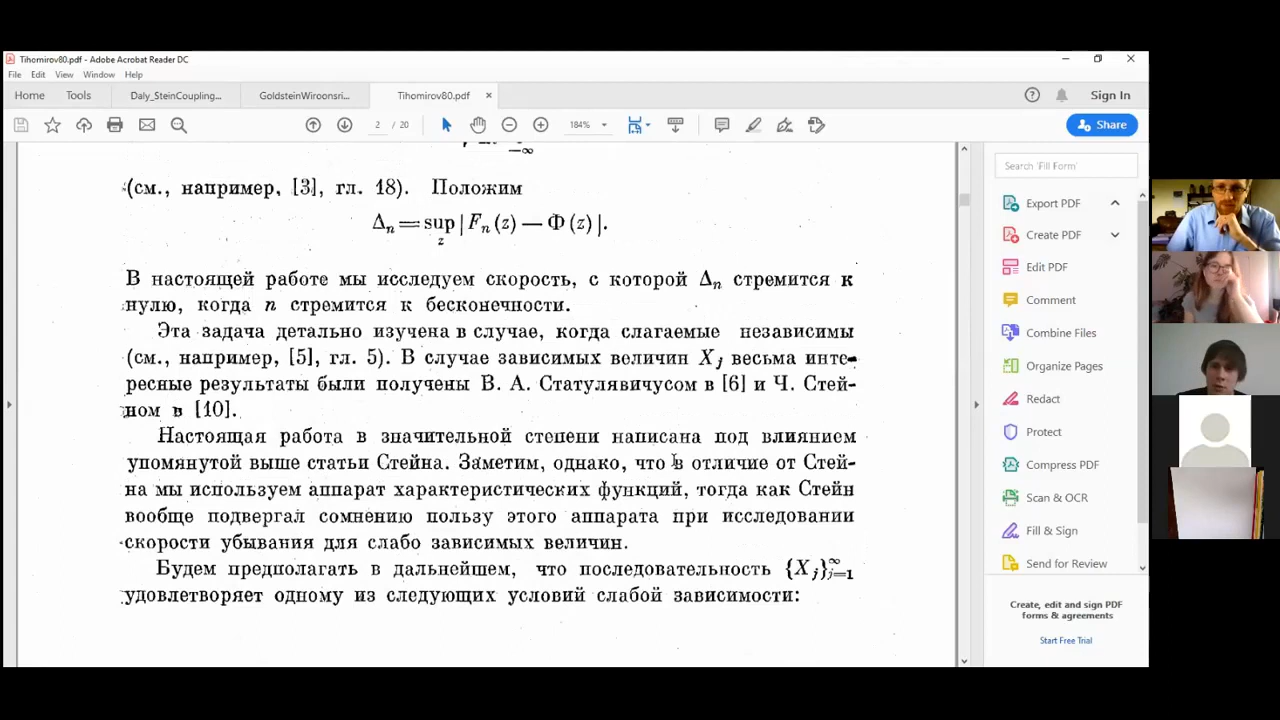 Tihomirov80.pdf - Adobe Acrobat Reader DC
File Edit View Window Help
Home Tools Daly_SteinCoupling... GoldsteinWiroonsri... Tihomirov80.pdf × Sign In
2 / 20 184% Share
−∞
(см., например, [3], гл. 18). Положим
Δn = sup | Fn (z) — Φ (z) |.
z
В настоящей работе мы исследуем скорость, с которой Δn стремится к
нулю, когда n стремится к бесконечности.
Эта задача детально изучена в случае, когда слагаемые независимы
(см., например, [5], гл. 5). В случае зависимых величин Xj весьма инте-
ресные результаты были получены В. А. Статулявичусом в [6] и Ч. Стей-
ном в [10].
Настоящая работа в значительной степени написана под влиянием
упомянутой выше статьи Стейна. Заметим, однако, что в отличие от Стей-
на мы используем аппарат характеристических функций, тогда как Стейн
вообще подвергал сомнению пользу этого аппарата при исследовании
скорости убывания для слабо зависимых величин.
Будем предполагать в дальнейшем, что последовательность {Xj}∞j=1
удовлетворяет одному из следующих условий слабой зависимости:
Search 'Fill Form'
Export PDF
Create PDF
Edit PDF
Comment
Combine Files
Organize Pages
Redact
Protect
Compress PDF
Scan & OCR
Fill & Sign
Send for Review
Create, edit and sign PDF
forms & agreements
Start Free Trial